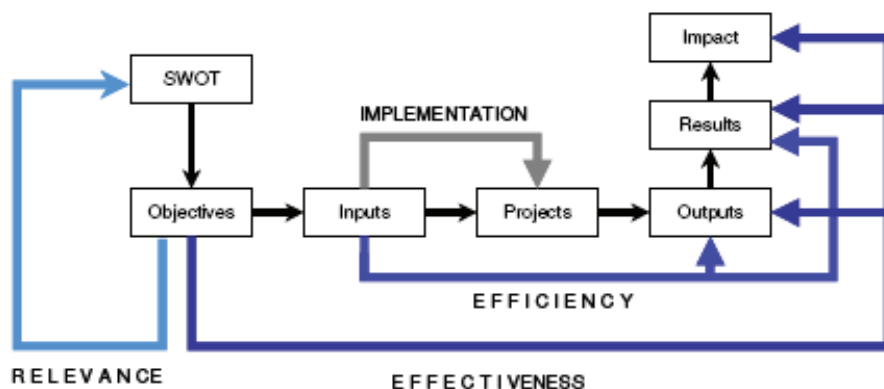 Impact
SWOT
IMPLEMENTATION
Results
Objectives
Inputs
Projects
Outputs
EFFICIENCY
RELEVANCE
EFFECTIVENESS